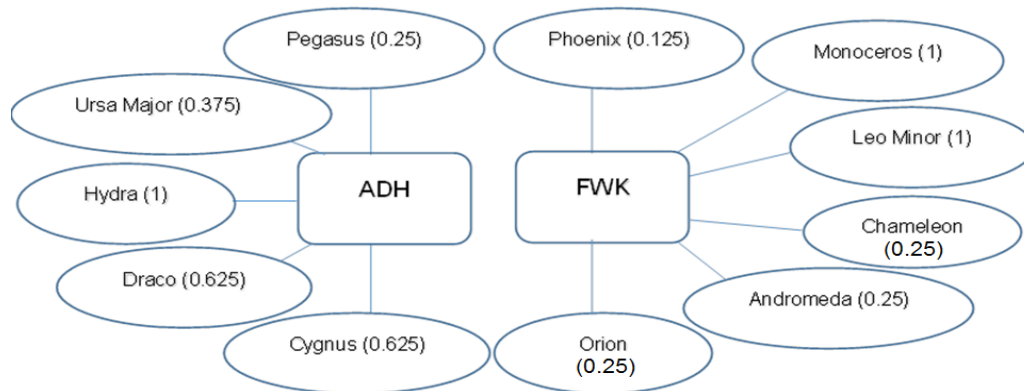 Pegasus (0.25)
Phoenix (0.125)
Monoceros (1)
Ursa Major (0.375)
Leo Minor (1)
ADH
FWK
Hydra (1)
Chameleon
(0.25)
Draco (0.625)
Andromeda (0.25)
Cygnus (0.625)
Orion
(0.25)